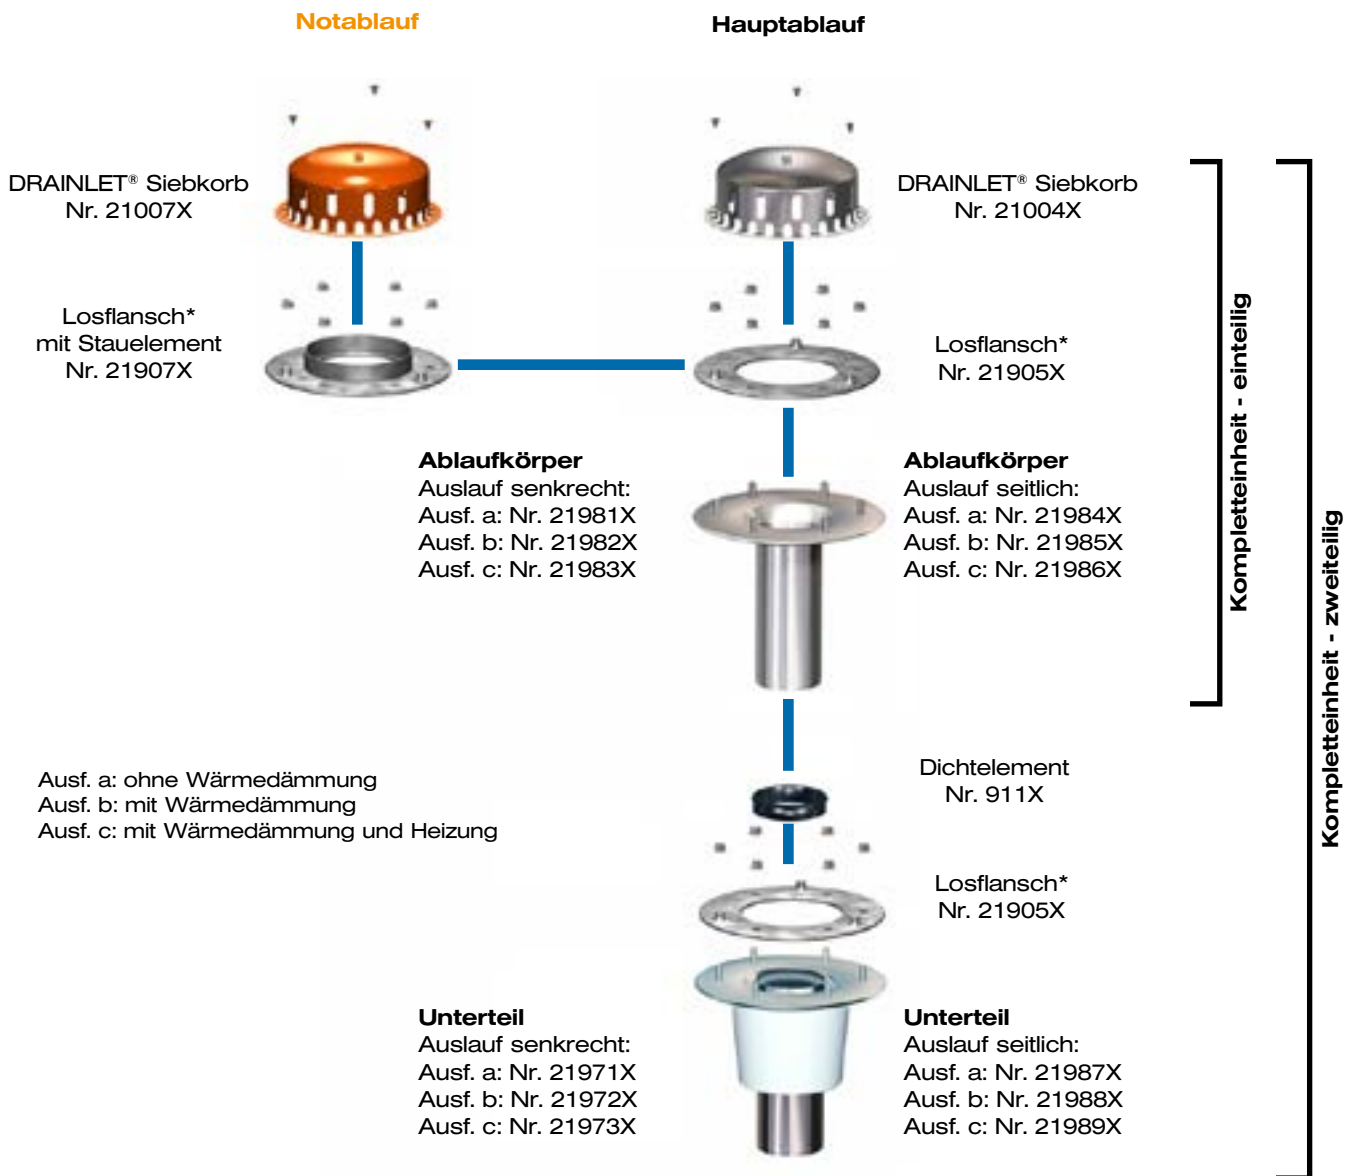 Notablauf
Hauptablauf
DRAINLET® Siebkorb
Nr. 21007X
DRAINLET® Siebkorb
Nr. 21004X
Losflansch*
mit Stauelement
Nr. 21907X
Losflansch*
Nr. 21905X
Ablaufkörper
Auslauf senkrecht:
Ausf. a: Nr. 21981X
Ausf. b: Nr. 21982X
Ausf. c: Nr. 21983X
Ablaufkörper
Auslauf seitlich:
Ausf. a: Nr. 21984X
Ausf. b: Nr. 21985X
Ausf. c: Nr. 21986X
Kompletteinheit - einteilig
Kompletteinheit - zweiteilig
Ausf. a: ohne Wärmedämmung
Ausf. b: mit Wärmedämmung
Ausf. c: mit Wärmedämmung und Heizung
Dichtelement
Nr. 911X
Losflansch*
Nr. 21905X
Unterteil
Auslauf senkrecht:
Ausf. a: Nr. 21971X
Ausf. b: Nr. 21972X
Ausf. c: Nr. 21973X
Unterteil
Auslauf seitlich:
Ausf. a: Nr. 21987X
Ausf. b: Nr. 21988X
Ausf. c: Nr. 21989X